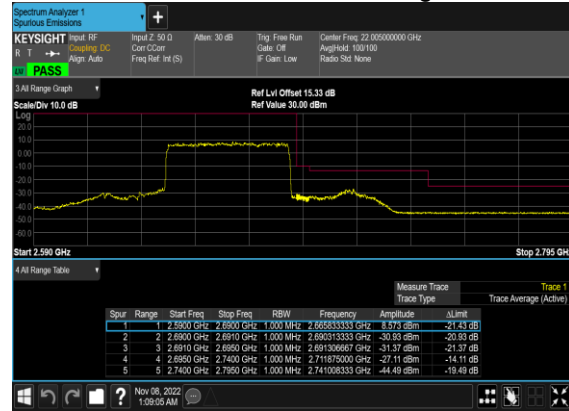 Spectrum Analyzer 1
Spurious Emissions
KEYSIGHT
R T
LW
PASS
Input: RF
Coupling: DC
Align: Auto
Input Z: 50 Ω
Corr CCorr
Freq Ref: Int (S)
Atten: 30 dB
Trig: Free Run
Gate: Off
IF Gain: Low
Center Freq: 22.005000000 GHz
Avg|Hold: 100/100
Radio Std: None
3 All Range Graph
Scale/Div 10.0 dB
Ref Lvl Offset 15.33 dB
Ref Value 30.00 dBm
Log
20.0
10.0
0.00
-10.0
-20.0
-30.0
-40.0
-50.0
-60.0
Start 2.590 GHz
Stop 2.795 GH
4 All Range Table
Measure Trace Trace 1
Trace Type Trace Average (Active)
Spur Range Start Freq Stop Freq RBW Frequency Amplitude ΔLimit
1 1 2.5900 GHz 2.6900 GHz 1.000 MHz 2.665833333 GHz 8.573 dBm -21.43 dB
2 2 2.6900 GHz 2.6910 GHz 1.000 MHz 2.690313333 GHz -30.93 dBm -20.93 dB
3 3 2.6910 GHz 2.6950 GHz 1.000 MHz 2.691306667 GHz -31.37 dBm -21.37 dB
4 4 2.6950 GHz 2.7400 GHz 1.000 MHz 2.711875000 GHz -27.11 dBm -14.11 dB
5 5 2.7400 GHz 2.7950 GHz 1.000 MHz 2.741008333 GHz -44.49 dBm -19.49 dB
?
Nov 08, 2022
1:09:05 AM